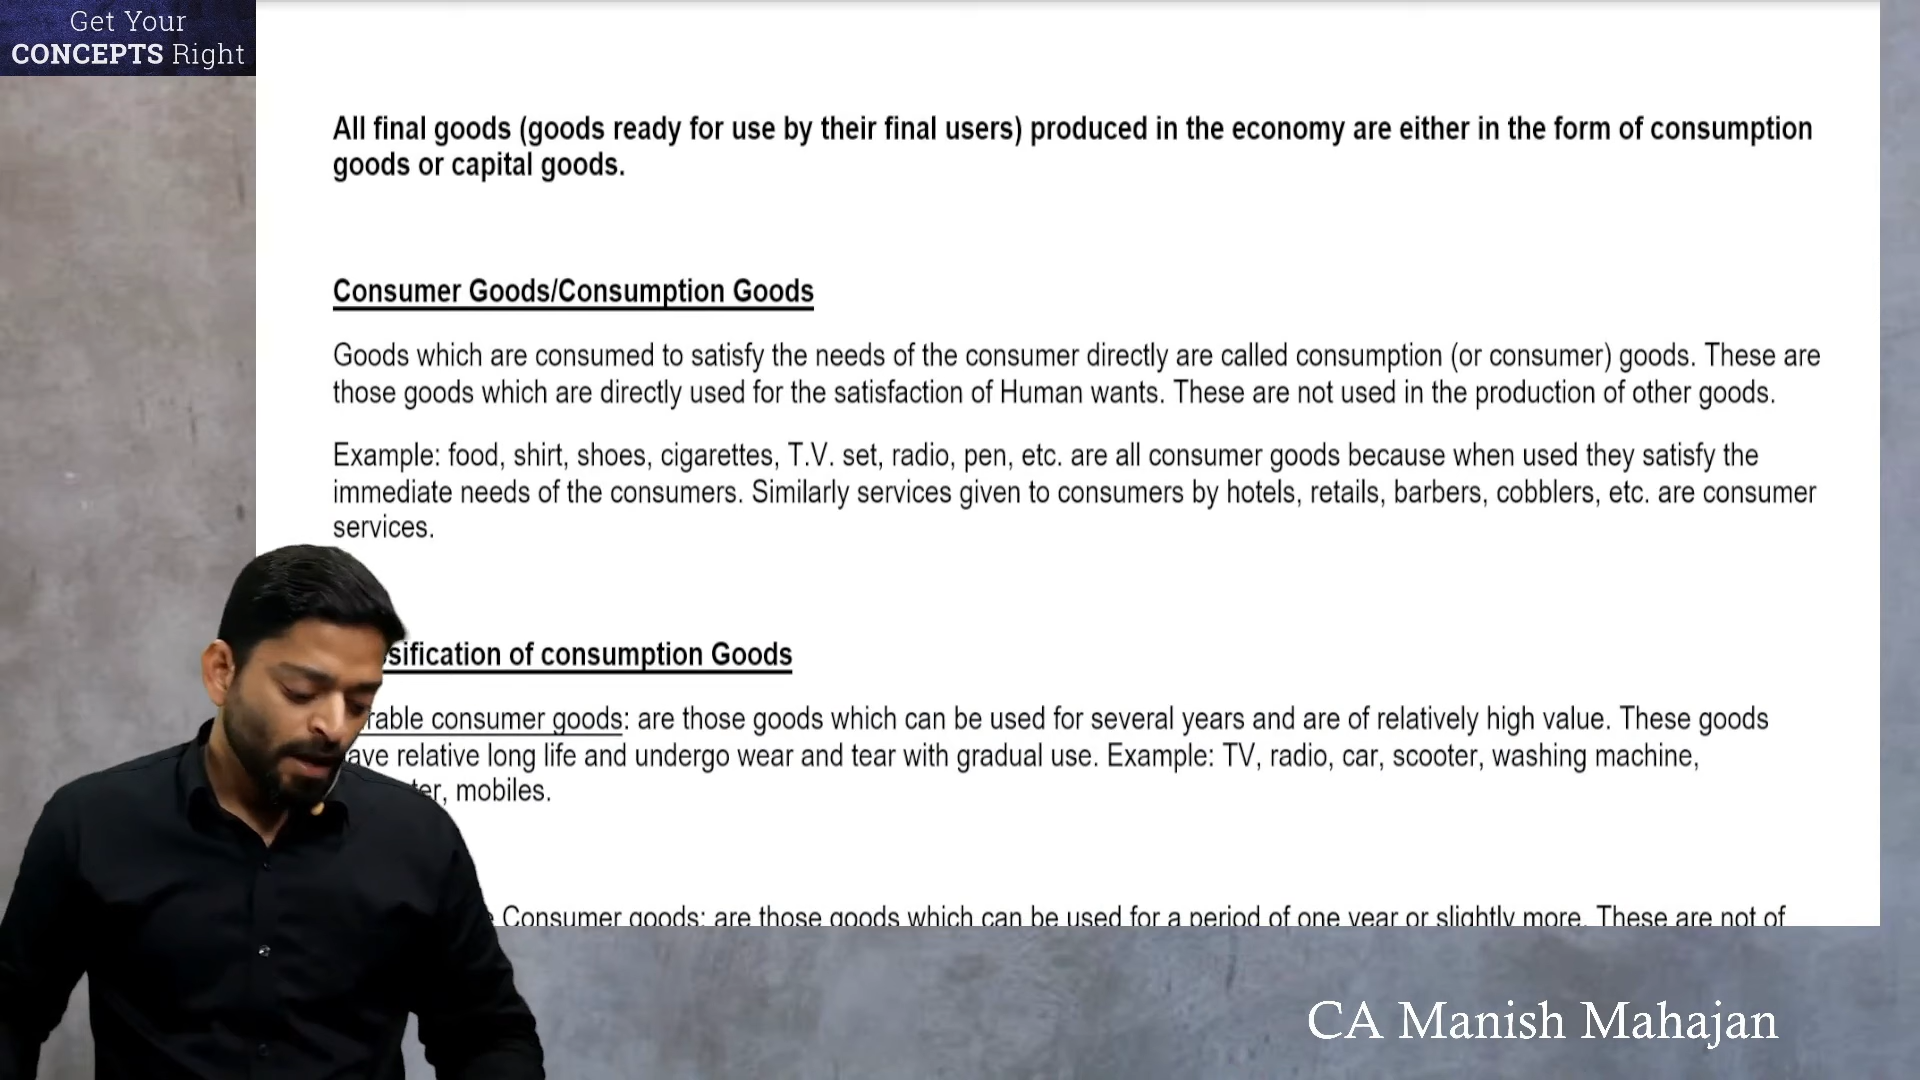 Get Your
CONCEPTS Right
All final goods (goods ready for use by their final users) produced in the economy are either in the form of consumption
goods or capital goods.
Consumer Goods/Consumption Goods
Goods which are consumed to satisfy the needs of the consumer directly are called consumption (or consumer) goods. These are
those goods which are directly used for the satisfaction of Human wants. These are not used in the production of other goods.
Example: food, shirt, shoes, cigarettes, T.V. set, radio, pen, etc. are all consumer goods because when used they satisfy the
immediate needs of the consumers. Similarly services given to consumers by hotels, retails, barbers, cobblers, etc. are consumer
services.
of consumption Goods
consumer goods: are those goods which can be used for several years and are of relatively high value. These goods
relative long life and undergo wear and tear with gradual use. Example: TV, radio, car, scooter, washing machine,
mobiles.
Consumer goods: are those goods which can be used for a period of one year or slightly more. These are not of
CA Manish Mahajan